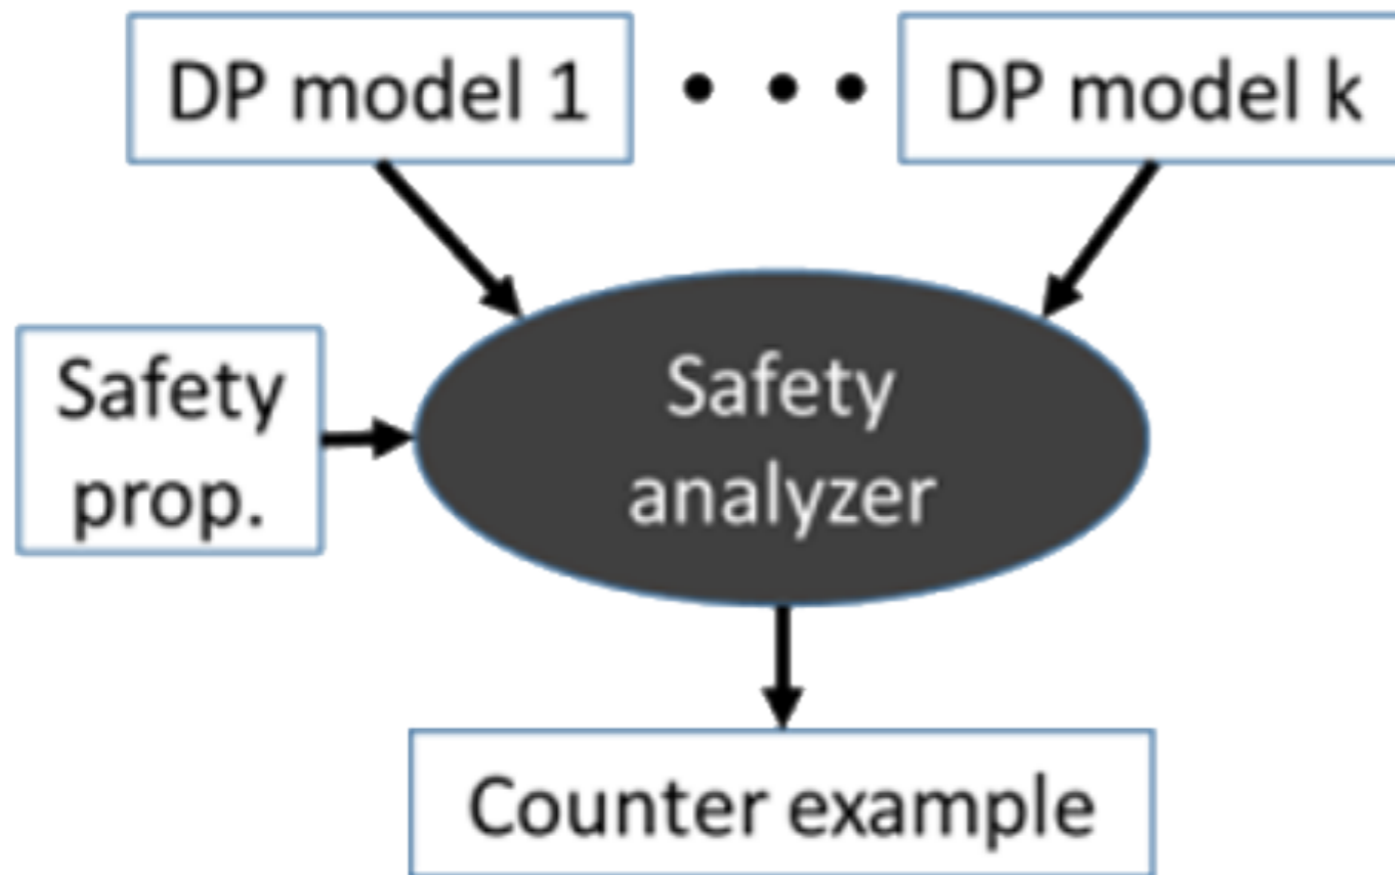 DP model 1
DP model k
Safety
prop.
Safety
analyzer
Counter example